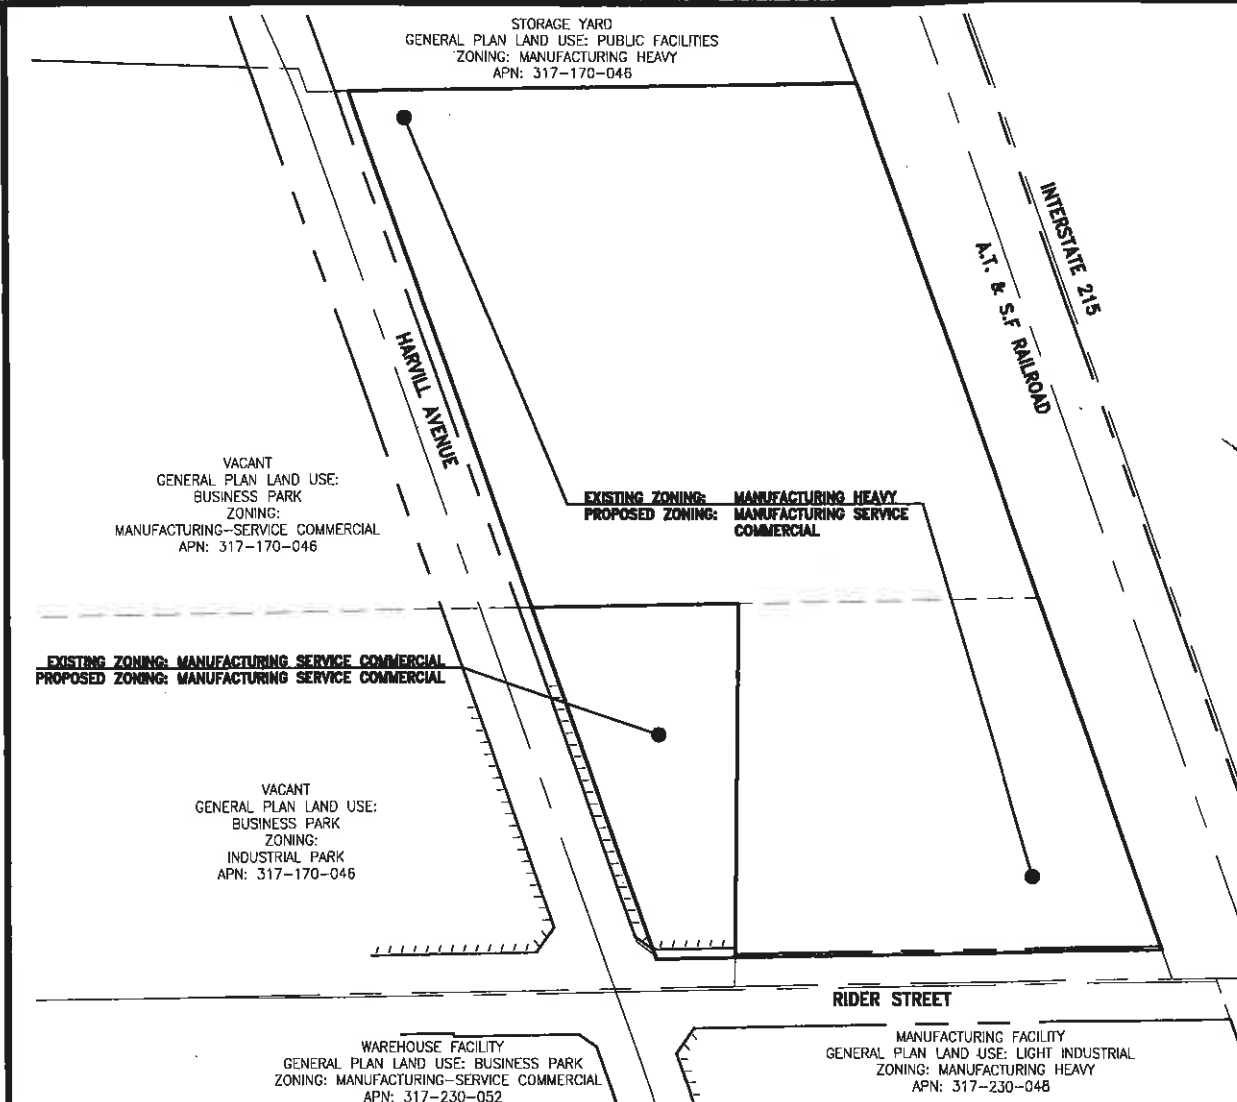 STORAGE YARD
GENERAL PLAN LAND USE: PUBLIC FACILITIES
ZONING: MANUFACTURING HEAVY
APN: 317-170-046
INTERSTATE 215
A.T. & S.F RAILROAD
HARVILL AVENUE
VACANT
GENERAL PLAN LAND USE:
BUSINESS PARK
ZONING:
MANUFACTURING-SERVICE COMMERCIAL
APN: 317-170-046
EXISTING ZONING: MANUFACTURING HEAVY
PROPOSED ZONING: MANUFACTURING SERVICE
COMMERCIAL
EXISTING ZONING: MANUFACTURING SERVICE COMMERCIAL
PROPOSED ZONING: MANUFACTURING SERVICE COMMERCIAL
VACANT
GENERAL PLAN LAND USE:
BUSINESS PARK
ZONING:
INDUSTRIAL PARK
APN: 317-170-046
RIDER STREET
WAREHOUSE FACILITY
GENERAL PLAN LAND USE: BUSINESS PARK
ZONING: MANUFACTURING-SERVICE COMMERCIAL
APN: 317-230-052
MANUFACTURING FACILITY
GENERAL PLAN LAND USE: LIGHT INDUSTRIAL
ZONING: MANUFACTURING HEAVY
APN: 317-230-048